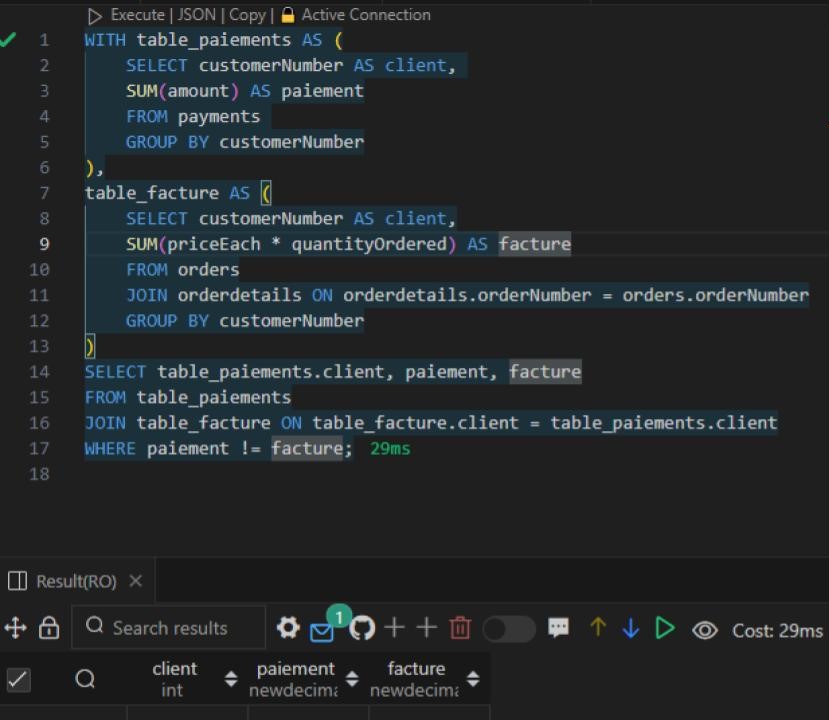 Execute | JSON | Copy | Active Connection
1 WITH table_paiements AS (
2 SELECT customerNumber AS client,
3 SUM(amount) AS paiement
4 FROM payments
5 GROUP BY customerNumber
6 ),
7 table_facture AS (
8 SELECT customerNumber AS client,
9 SUM(priceEach * quantityOrdered) AS facture
10 FROM orders
11 JOIN orderdetails ON orderdetails.orderNumber = orders.orderNumber
12 GROUP BY customerNumber
13 )
14 SELECT table_paiements.client, paiement, facture
15 FROM table_paiements
16 JOIN table_facture ON table_facture.client = table_paiements.client
17 WHERE paiement != facture; 29ms
18
Result(RO)
Search results 1 Cost: 29ms
client paiement facture
int newdecima newdecima